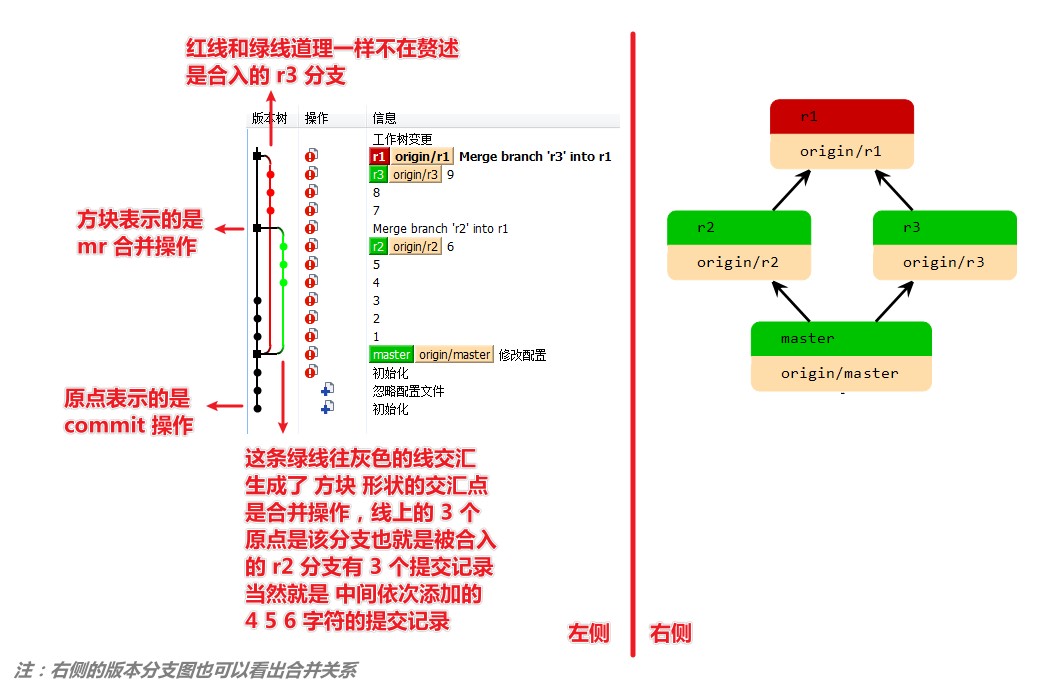 红线和绿线道理一样不在赘述
是合入的 r3 分支
版本树 操作 信息
工作树变更
r1 origin/r1 Merge branch 'r3' into r1
r3 origin/r3 9
8
7
Merge branch 'r2' into r1
r2 origin/r2 6
5
4
3
2
1
master origin/master 修改配置
初始化
忽略配置文件
初始化
方块表示的是
mr 合并操作
原点表示的是
commit 操作
这条绿线往灰色的线交汇
生成了 方块 形状的交汇点
是合并操作，线上的 3 个
原点是该分支也就是被合入
的 r2 分支有 3 个提交记录
当然就是 中间依次添加的
4 5 6 字符的提交记录
左侧
右侧
r1
origin/r1
r2
origin/r2
r3
origin/r3
master
origin/master
注：右侧的版本分支图也可以看出合并关系